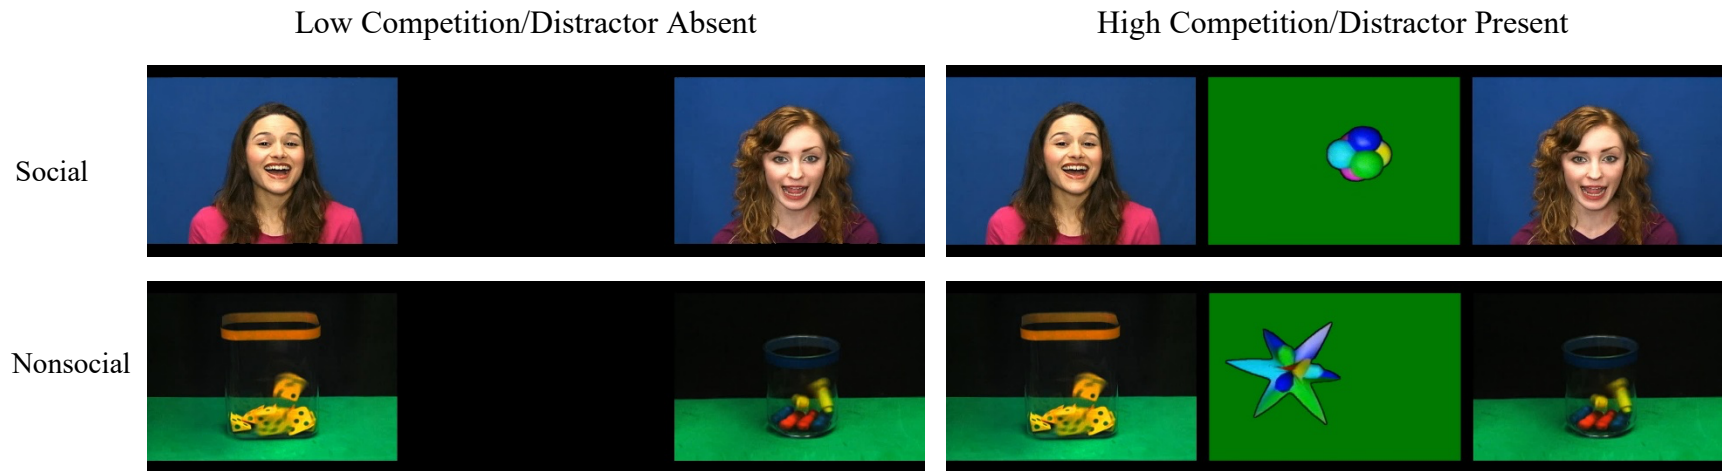 Low Competition/Distractor Absent
High Competition/Distractor Present
Social
Nonsocial